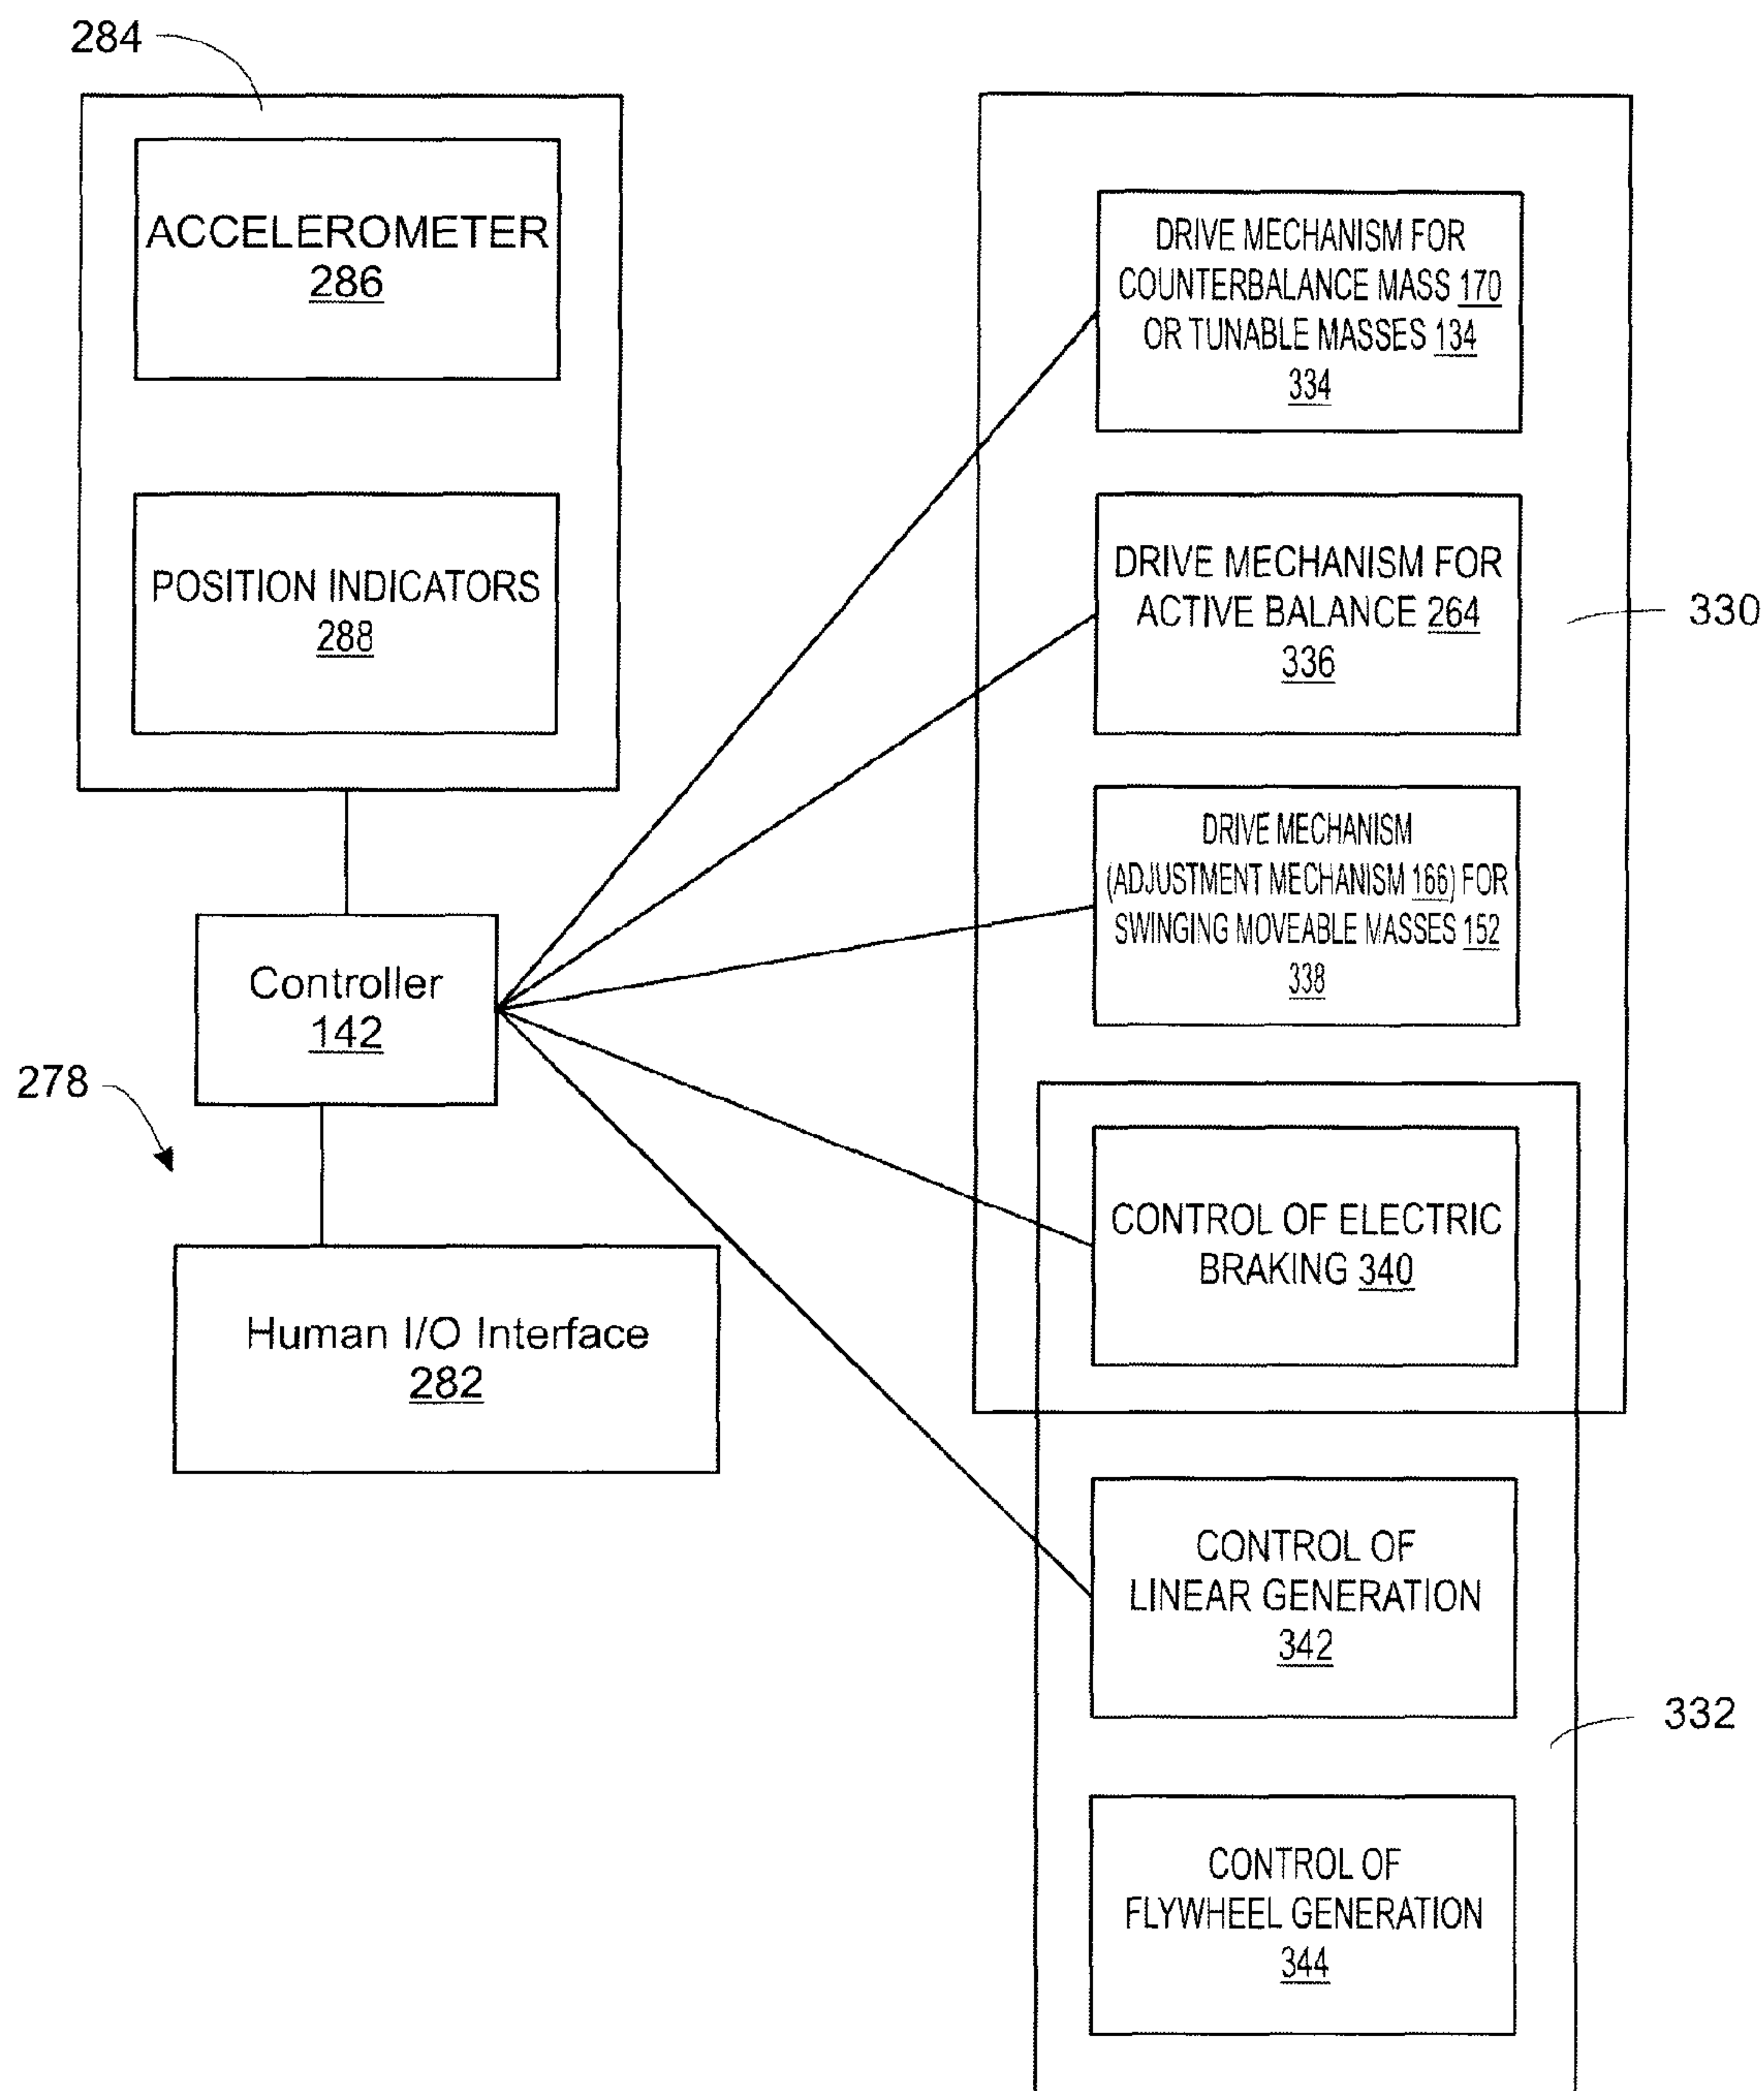 284
ACCELEROMETER
286
POSITION INDICATORS
288
Controller
142
278
Human I/O Interface
282
DRIVE MECHANISM FOR
COUNTERBALANCE MASS 170
OR TUNABLE MASSES 134
334
DRIVE MECHANISM FOR
ACTIVE BALANCE 264
336
330
DRIVE MECHANISM
(ADJUSTMENT MECHANISM 166) FOR
SWINGING MOVEABLE MASSES 152
338
CONTROL OF ELECTRIC
BRAKING 340
CONTROL OF
LINEAR GENERATION
342
332
CONTROL OF
FLYWHEEL GENERATION
344